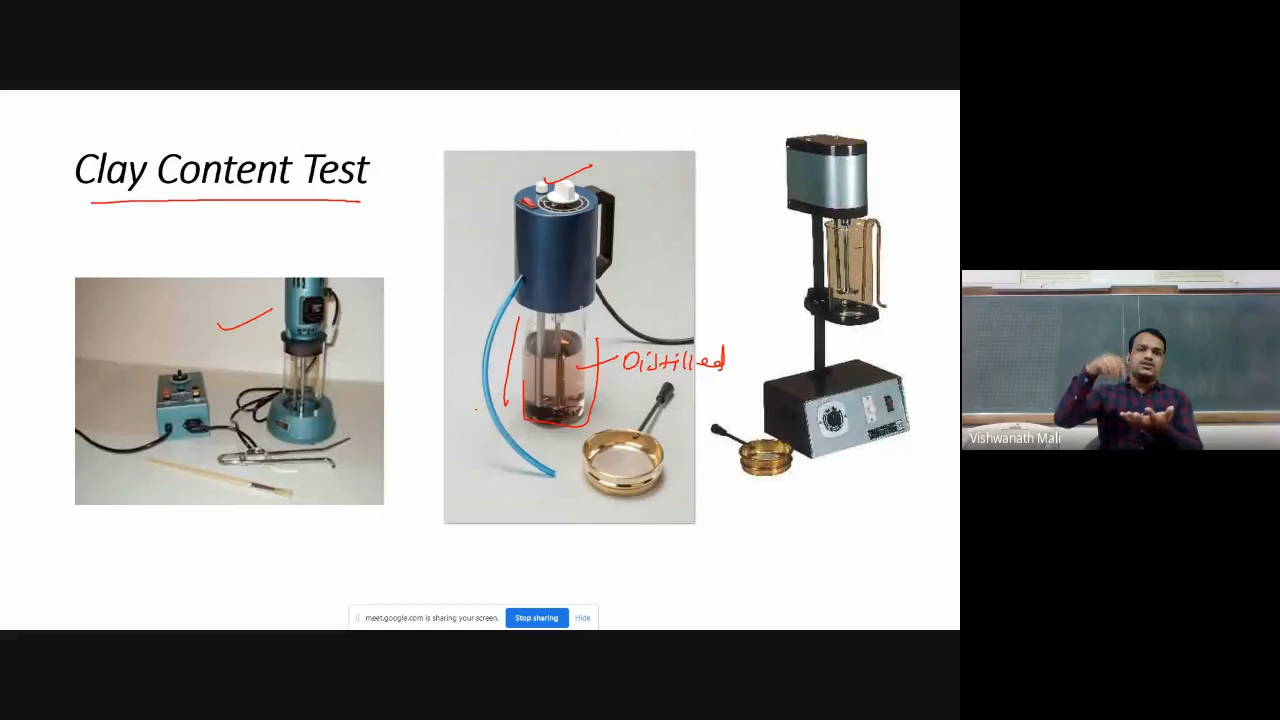 Clay Content Test
Distilled
Vishwanath Mali
meet.google.com is sharing your screen.
Stop sharing
Hide